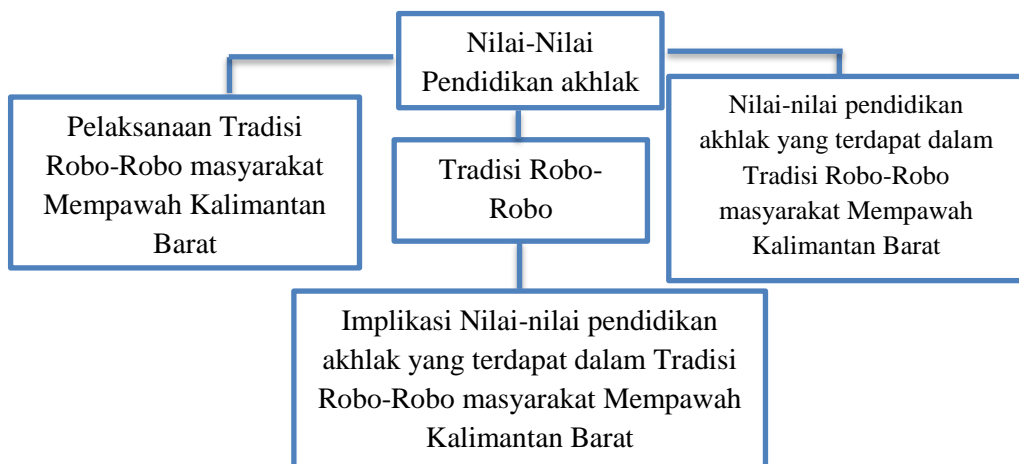 Nilai-Nilai
Pendidikan akhlak
Pelaksanaan Tradisi
Robo-Robo masyarakat
Mempawah Kalimantan
Barat
Tradisi Robo-
Robo
Nilai-nilai pendidikan
akhlak yang terdapat dalam
Tradisi Robo-Robo
masyarakat Mempawah
Kalimantan Barat
Implikasi Nilai-nilai pendidikan
akhlak yang terdapat dalam Tradisi
Robo-Robo masyarakat Mempawah
Kalimantan Barat